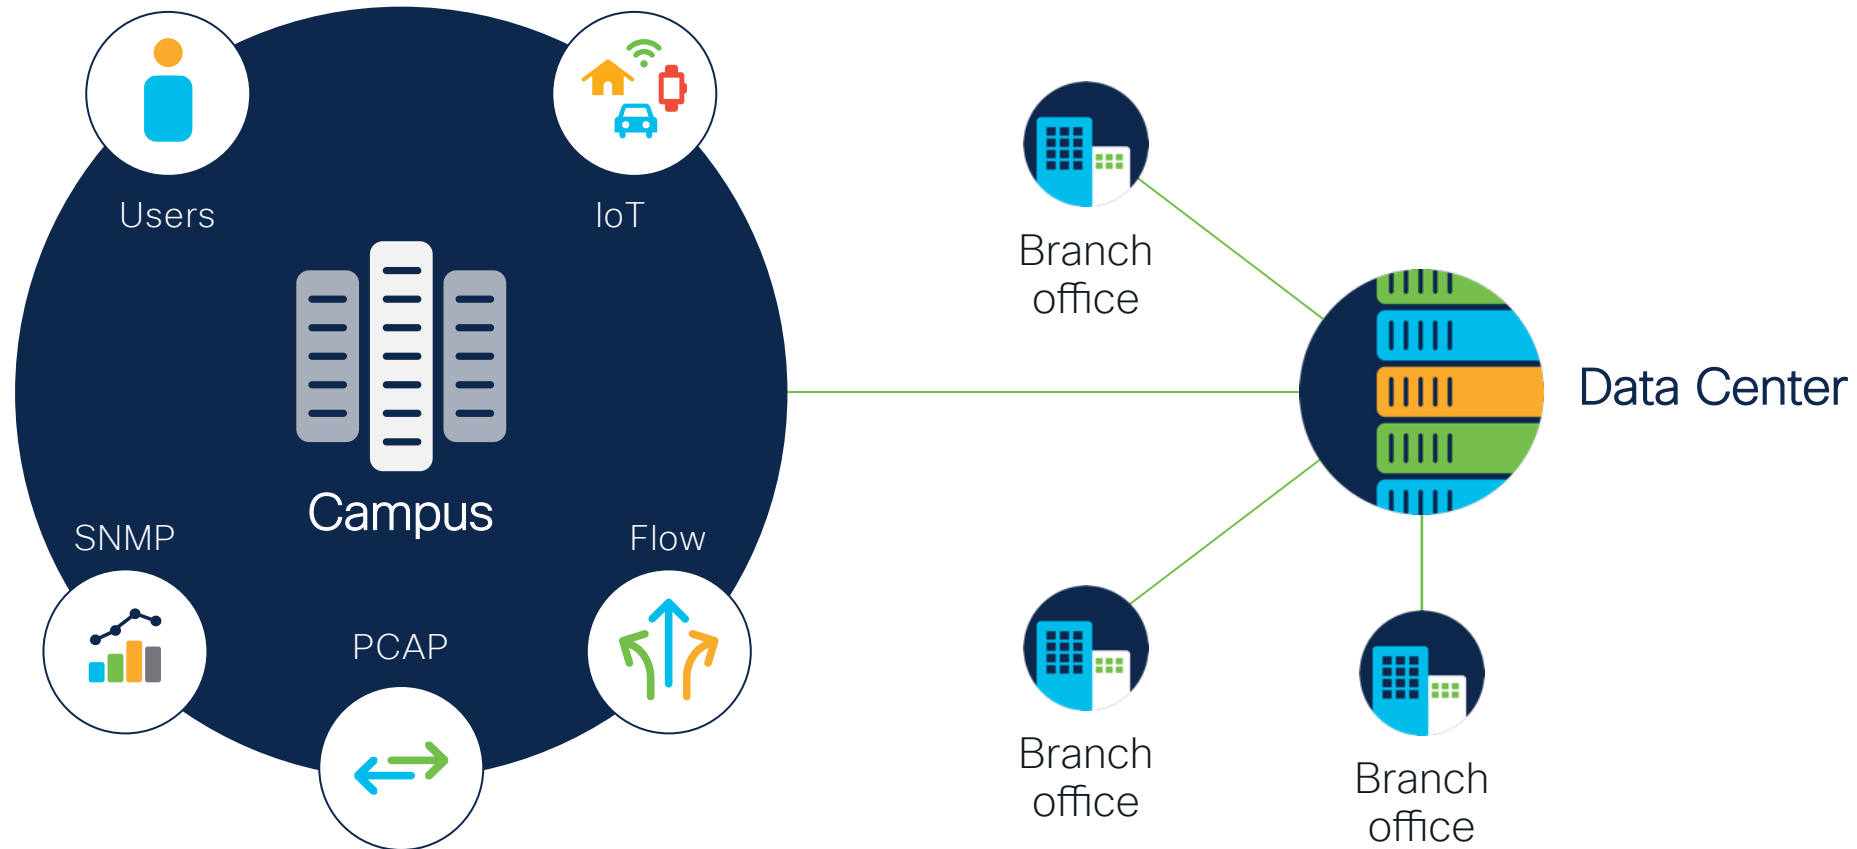 Users
IoT
Campus
SNMP
Flow
PCAP
Branch
office
Data Center
Branch
office
Branch
office